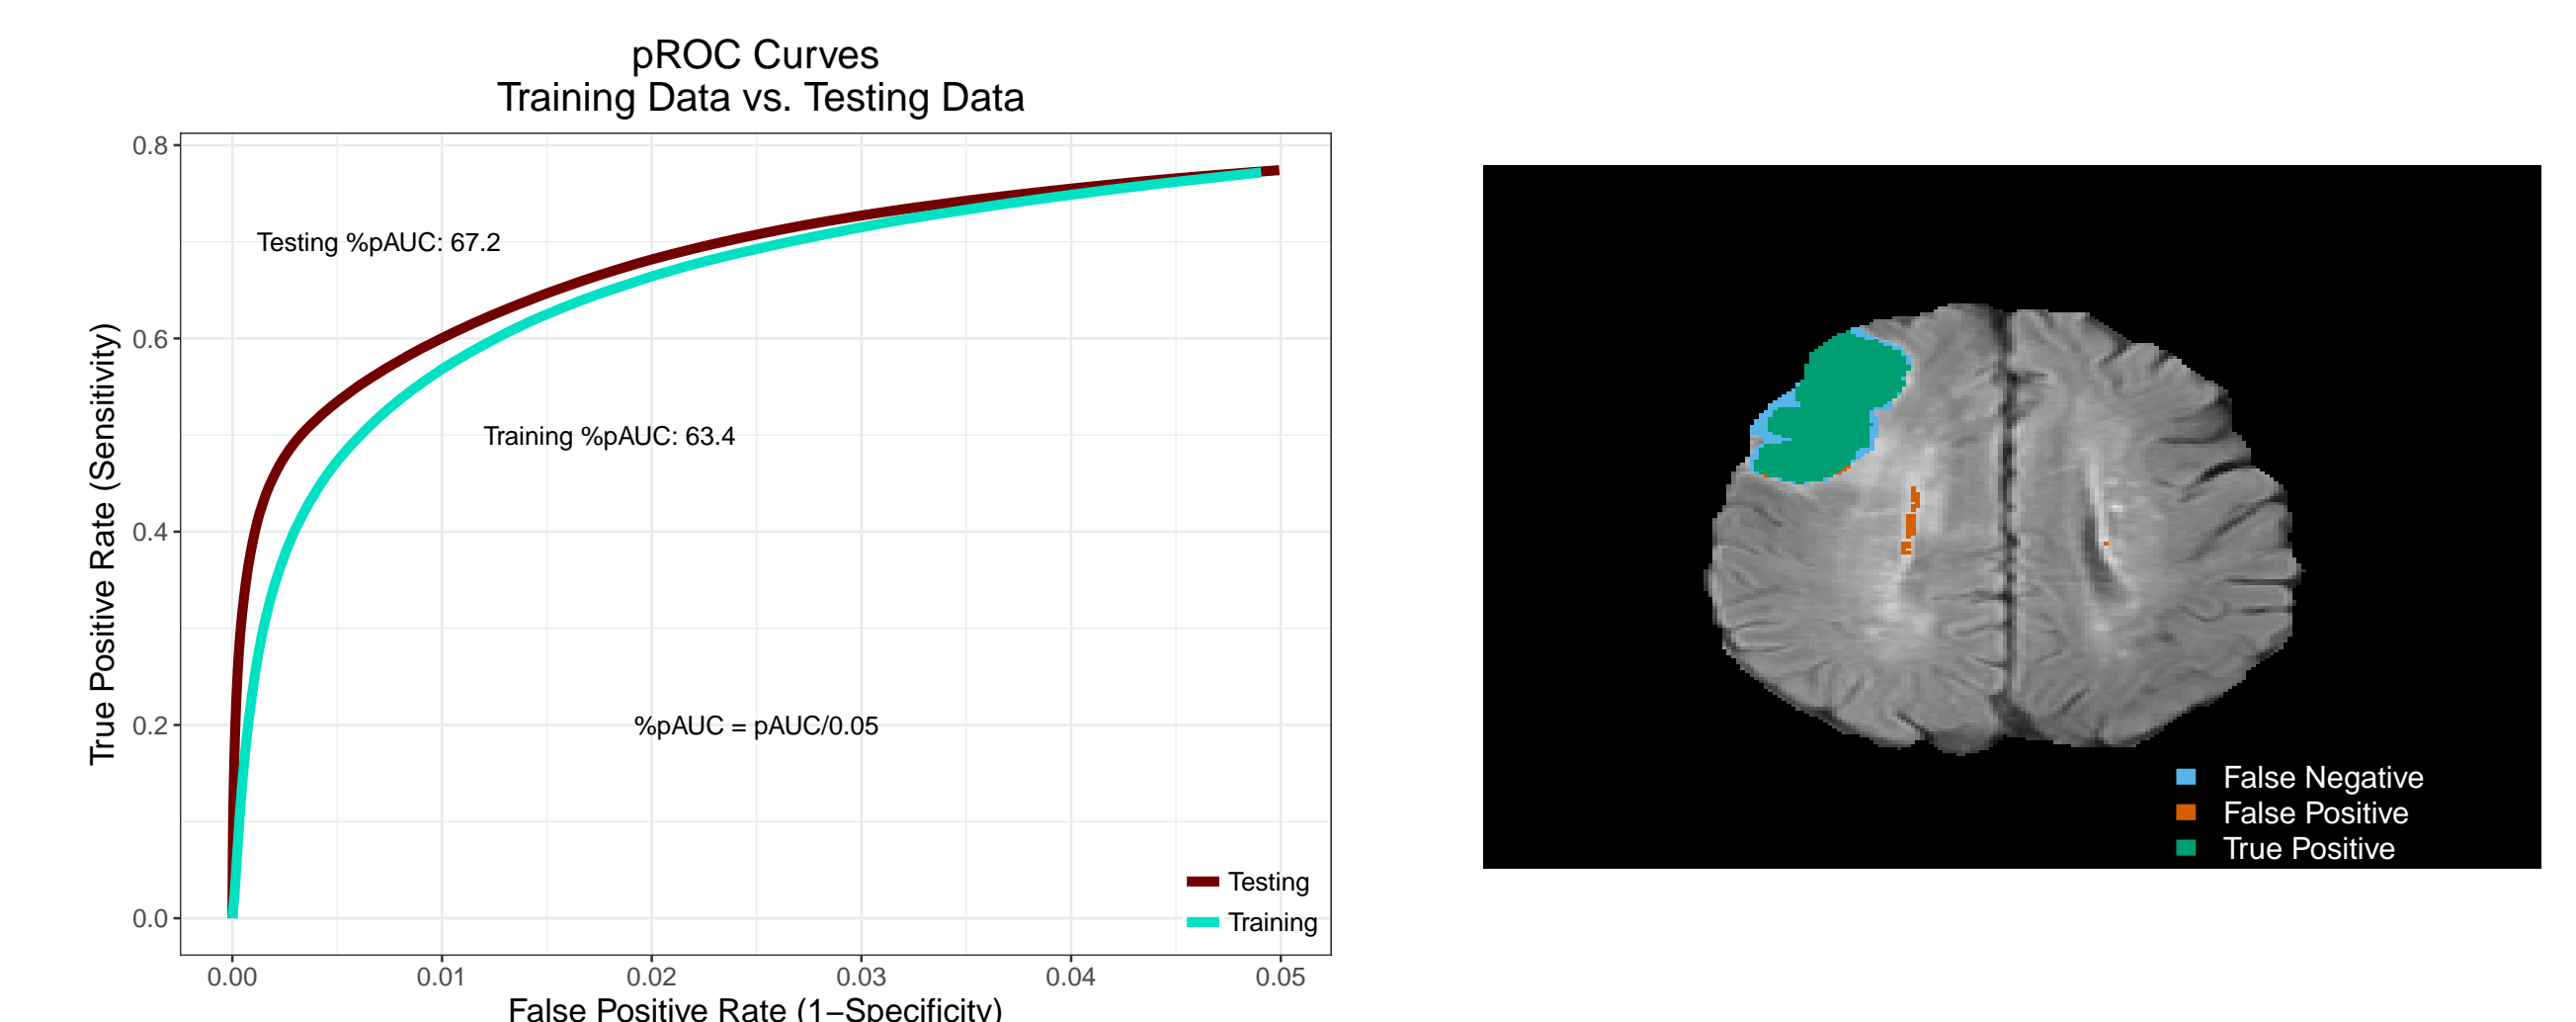 pROC Curves
Training Data vs. Testing Data
True Positive Rate (Sensitivity)
0.8
0.6
0.4
0.2
0.0
Testing %pAUC: 67.2
Training %pAUC: 63.4
%pAUC = pAUC/0.05
Testing
Training
0.00 0.01 0.02 0.03 0.04 0.05
False Positive Rate (1−Specificity)
False Negative
False Positive
True Positive